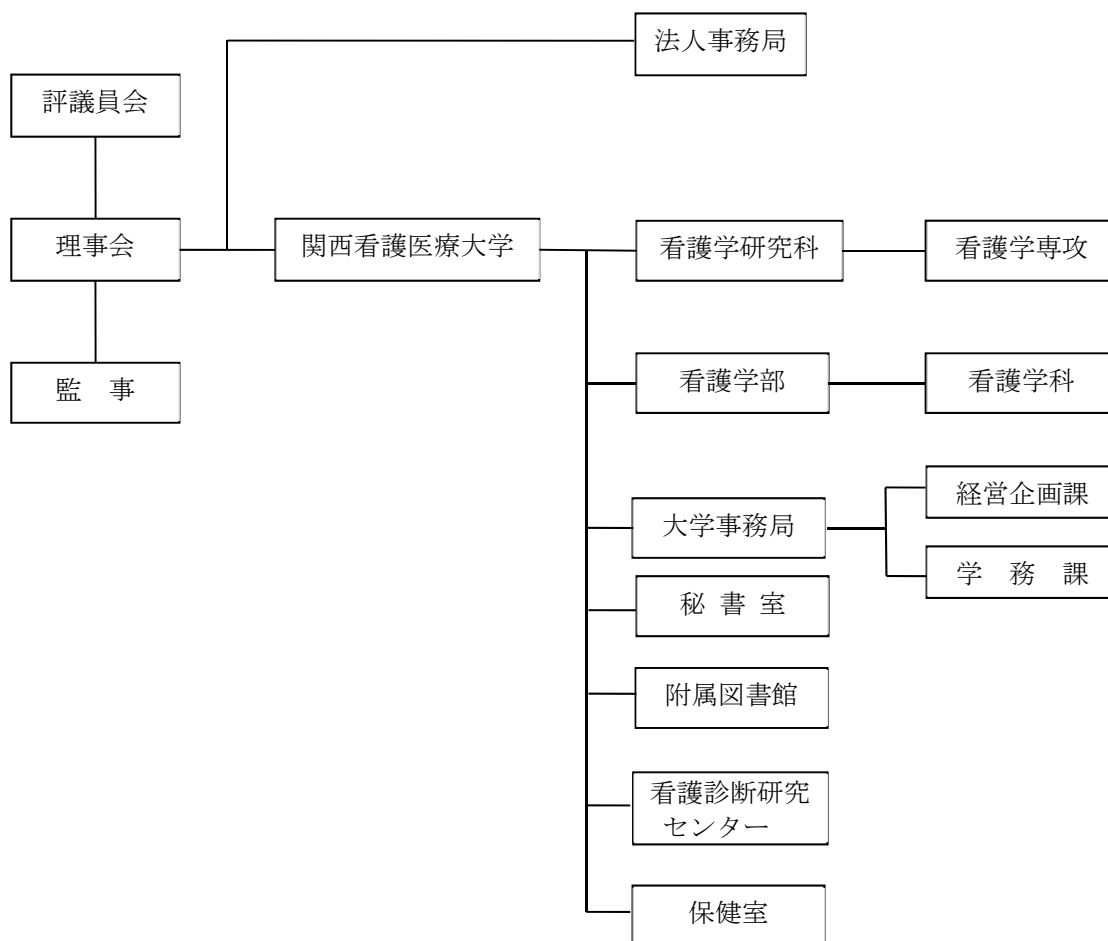 法人事務局
評議員会
理事会
関西看護医療大学
看護学研究科
看護学専攻
監　事
看護学部
看護学科
大学事務局
経営企画課
学　務　課
秘 書 室
附属図書館
看護診断研究
センター
保健室